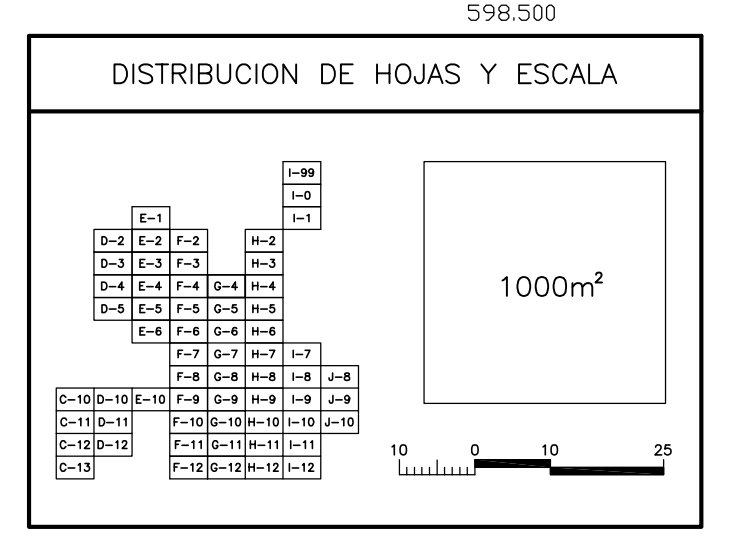 598.500
DISTRIBUCION DE HOJAS Y ESCALA
I-99
I-0
E-1 I-1
D-2 E-2 F-2 H-2
D-3 E-3 F-3 H-3
D-4 E-4 F-4 G-4 H-4
D-5 E-5 F-5 G-5 H-5
E-6 F-6 G-6 H-6
F-7 G-7 H-7 I-7
F-8 G-8 H-8 I-8 J-8
C-10 D-10 E-10 F-9 G-9 H-9 I-9 J-9
C-11 D-11 F-10 G-10 H-10 I-10 J-10
C-12 D-12 F-11 G-11 H-11 I-11
C-13 F-12 G-12 H-12 I-12
1000m²
10 0 10 25